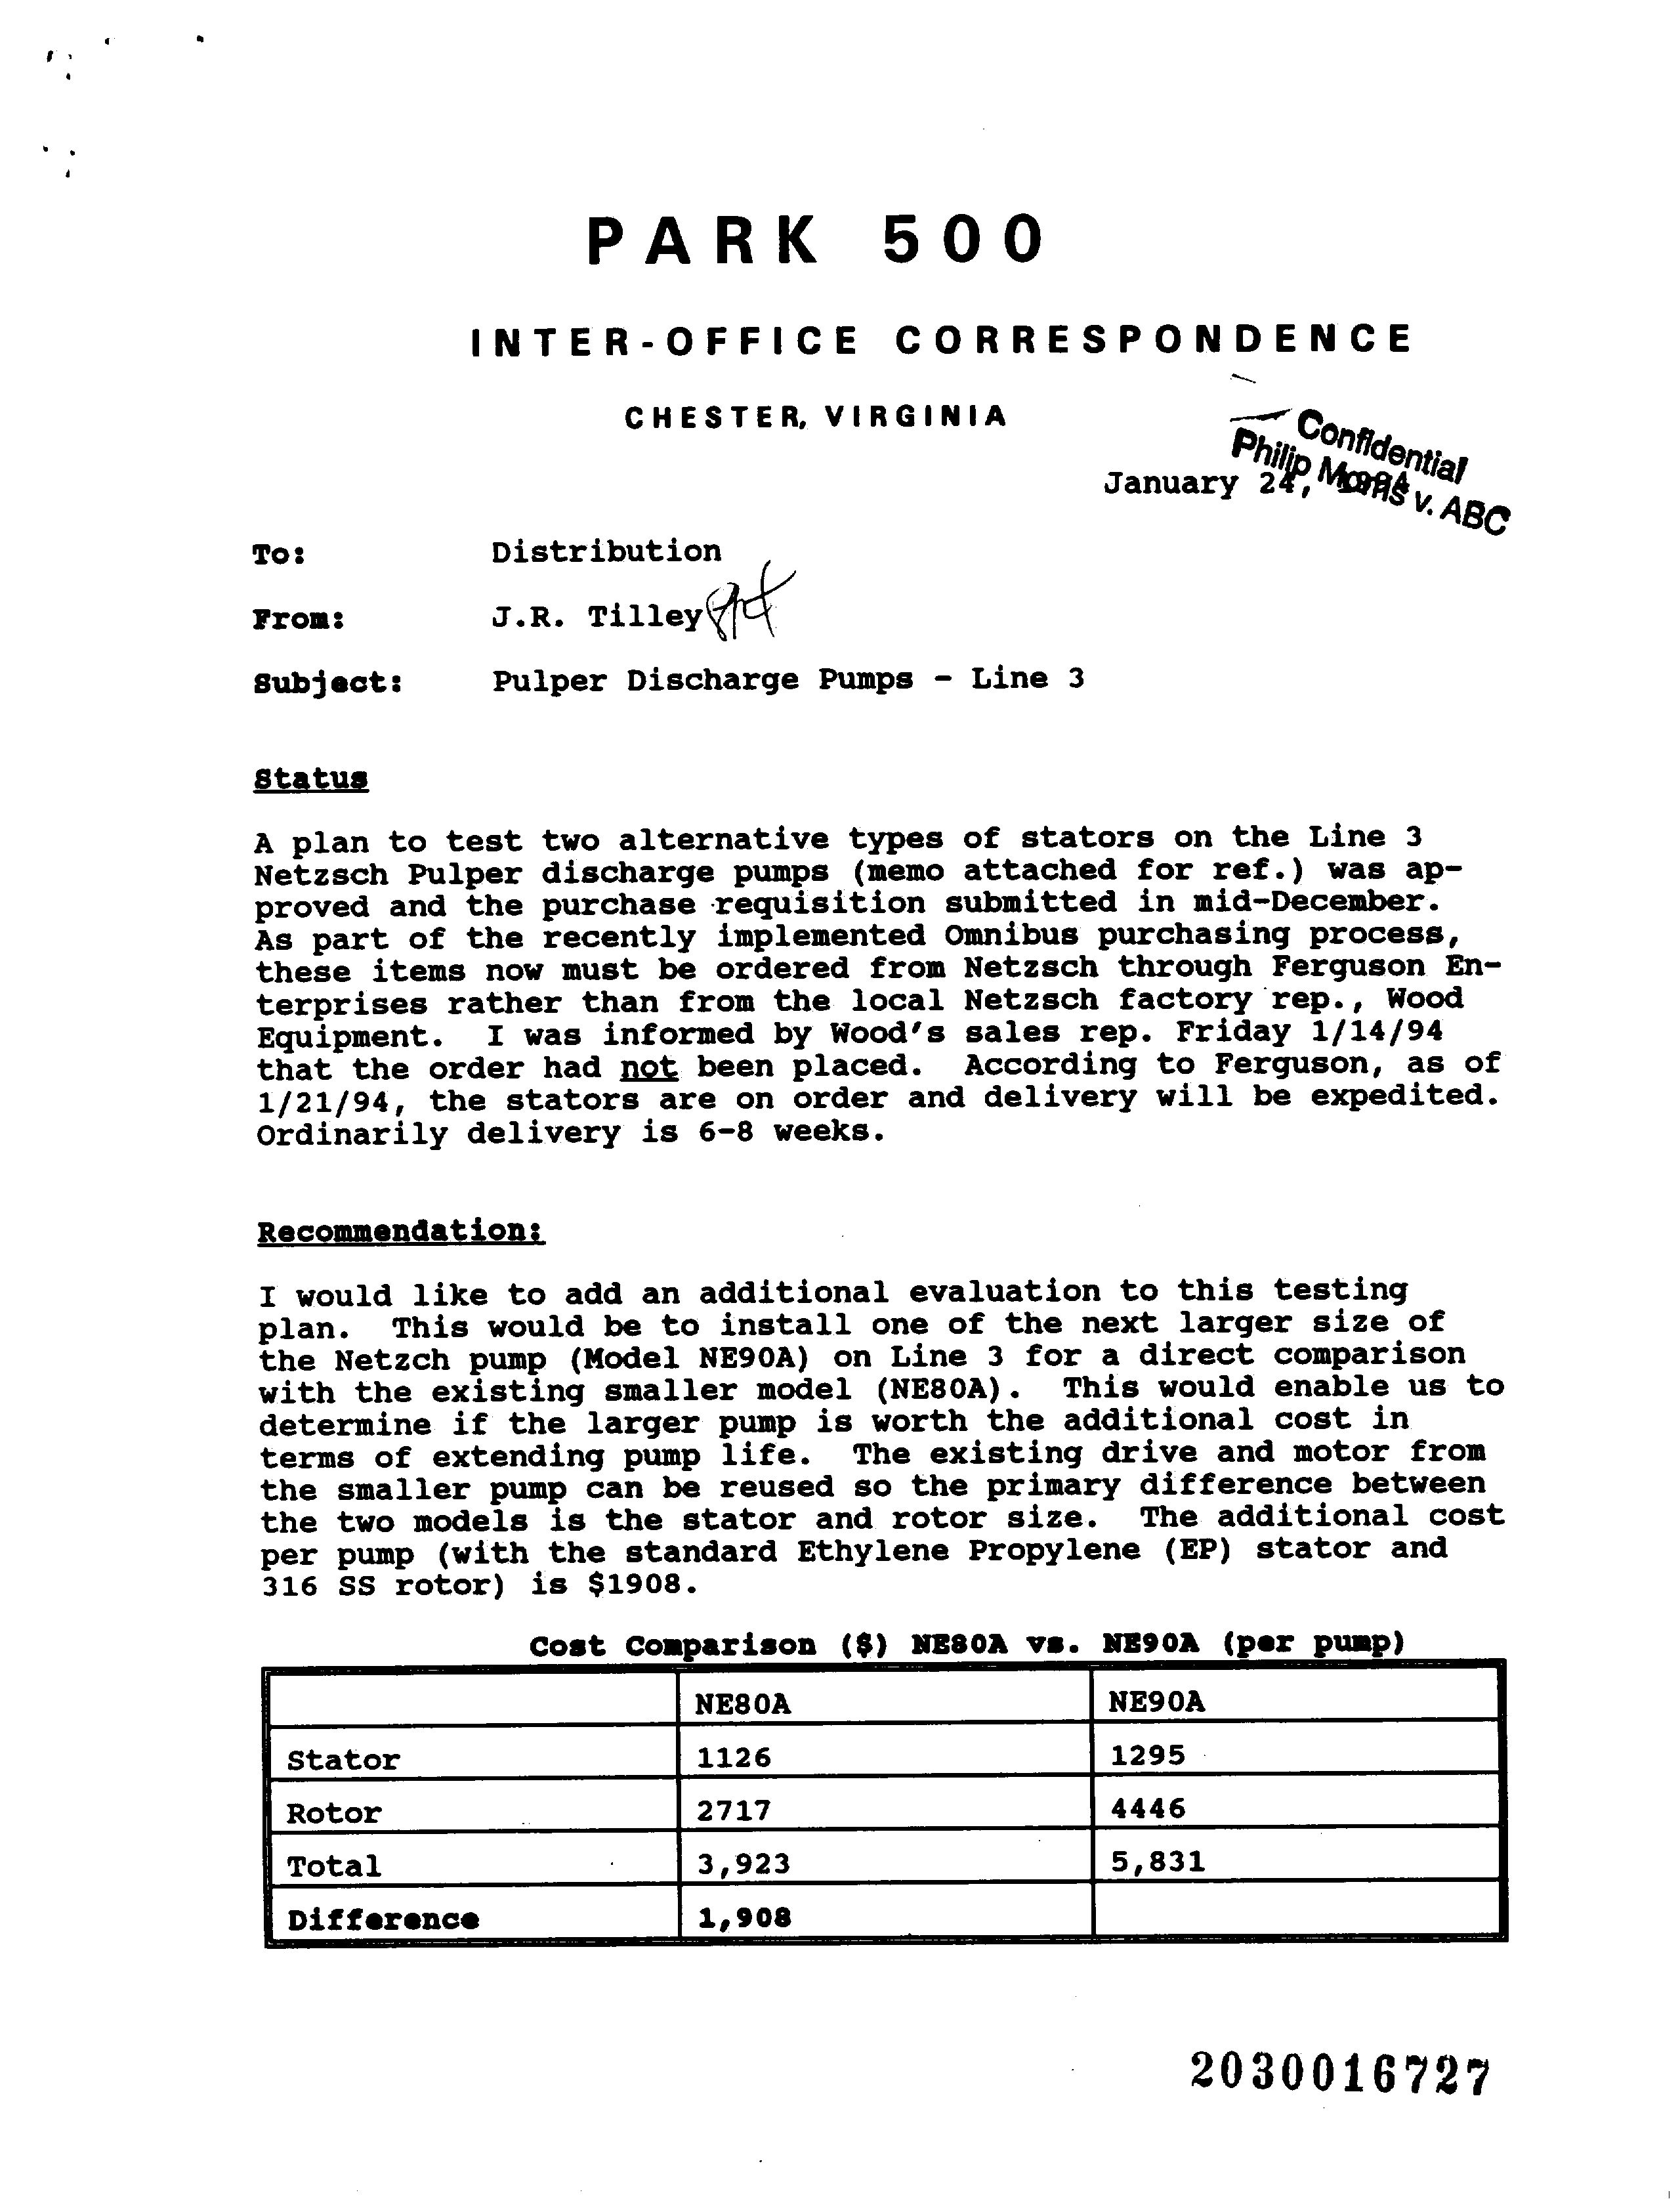 PARK 500
INTER-OFFICE CORRESPONDENCE
CHESTER, VIRGINIA
Confidential
Philip Morris v. ABC
January 24, 1994
To: Distribution
From: J.R. Tilley
Subject: Pulper Discharge Pumps - Line 3
Status
A plan to test two alternative types of stators on the Line 3
Netzsch Pulper discharge pumps (memo attached for ref.) was ap-
proved and the purchase requisition submitted in mid-December.
As part of the recently implemented Omnibus purchasing process,
these items now must be ordered from Netzsch through Ferguson En-
terprises rather than from the local Netzsch factory rep., Wood
Equipment. I was informed by Wood's sales rep. Friday 1/14/94
that the order had not been placed. According to Ferguson, as of
1/21/94, the stators are on order and delivery will be expedited.
Ordinarily delivery is 6-8 weeks.
Recommendation:
I would like to add an additional evaluation to this testing
plan. This would be to install one of the next larger size of
the Netzch pump (Model NE90A) on Line 3 for a direct comparison
with the existing smaller model (NE80A). This would enable us to
determine if the larger pump is worth the additional cost in
terms of extending pump life. The existing drive and motor from
the smaller pump can be reused so the primary difference between
the two models is the stator and rotor size. The additional cost
per pump (with the standard Ethylene Propylene (EP) stator and
316 SS rotor) is $1908.
Cost Comparison ($) NE80A vs. NE90A (per pump)
NE80A NE90A
Stator 1126 1295
Rotor 2717 4446
Total 3,923 5,831
Difference 1,908
2030016727